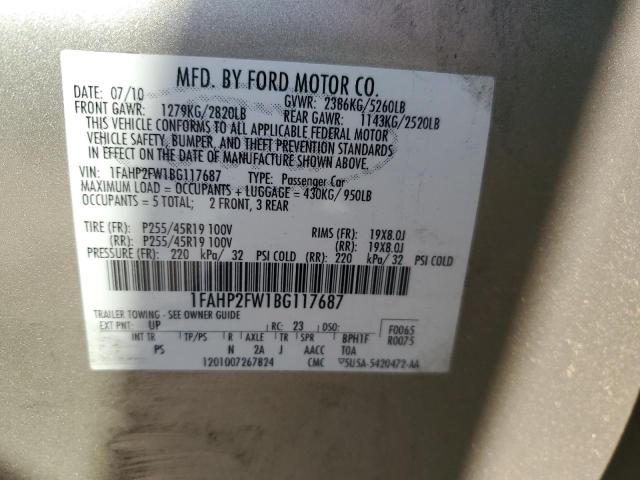 MFD. BY FORD MOTOR CO.
DATE: 07/10 GVWR: 2386KG/5260LB
FRONT GAWR: 1279KG/2820LB REAR GAWR: 1143KG/2520LB
THIS VEHICLE CONFORMS TO ALL APPLICABLE FEDERAL MOTOR
VEHICLE SAFETY, BUMPER, AND THEFT PREVENTION STANDARDS
IN EFFECT ON THE DATE OF MANUFACTURE SHOWN ABOVE.
VIN: 1FAHP2FW1BG117687 TYPE: Passenger Car
MAXIMUM LOAD = OCCUPANTS + LUGGAGE = 430KG/950LB
OCCUPANTS = 5 TOTAL; 2 FRONT, 3 REAR
TIRE (FR): P255/45R19 100V RIMS (FR): 19X8.0J
(RR): P255/45R19 100V (RR): 19X8.0J
PRESSURE (FR): 220 kPa/ 32 PSI COLD (RR): 220 kPa/ 32 PSI COLD
1FAHP2FW1BG117687
TRAILER TOWING - SEE OWNER GUIDE
EXT PNT: UP RC: 23 DSO: F0065
INT TR TP/PS R AXLE TR SPR BPH1F R0075
PS N 2A J AACC TOA
1201007267824 CMC 5U5A-5420472-AA